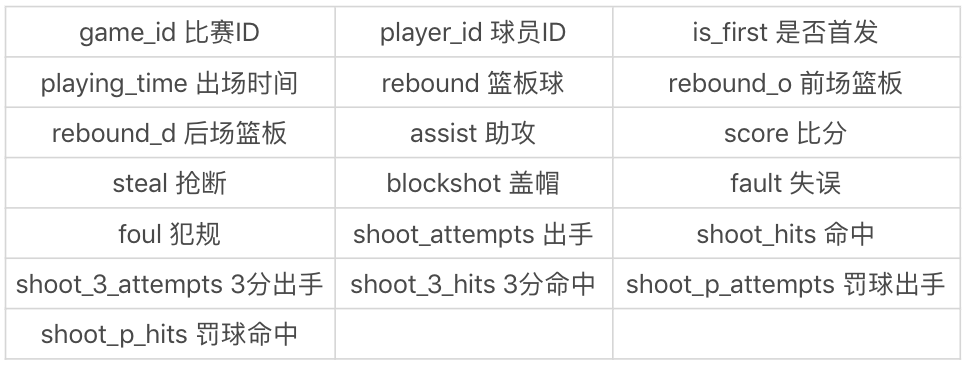 game_id 比赛ID
player_id 球员ID
is_first 是否首发
playing_time 出场时间
rebound 篮板球
rebound_o 前场篮板
rebound_d 后场篮板
assist 助攻
score 比分
steal 抢断
blockshot 盖帽
fault 失误
foul 犯规
shoot_attempts 出手
shoot_hits 命中
shoot_3_attempts 3分出手
shoot_3_hits 3分命中
shoot_p_attempts 罚球出手
shoot_p_hits 罚球命中